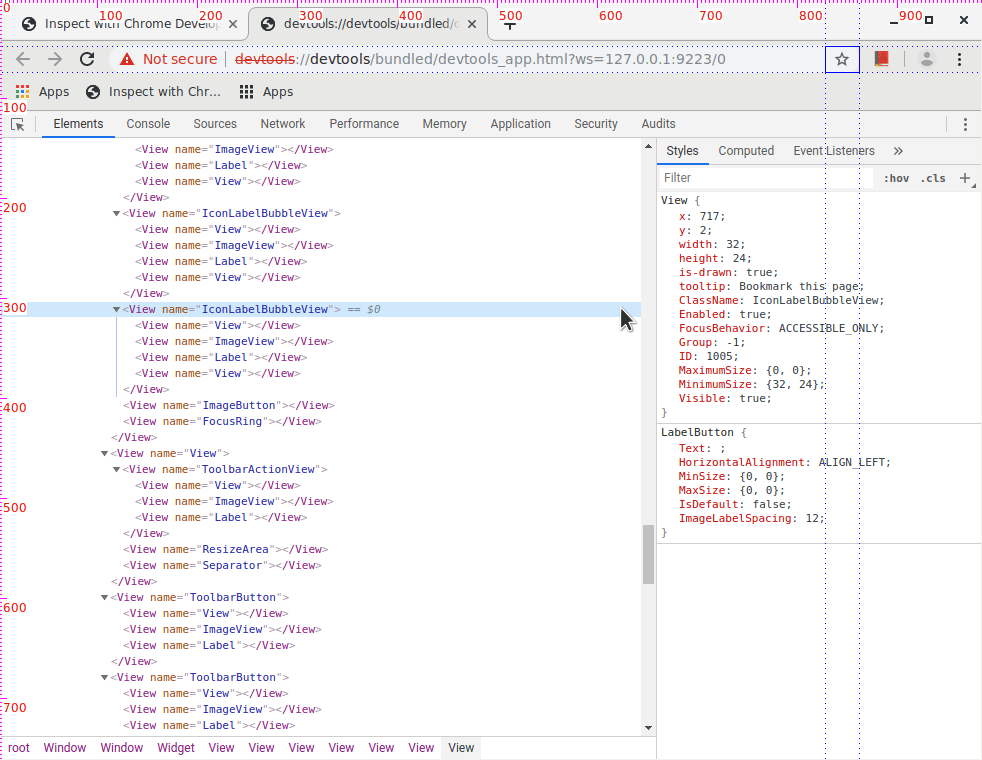 0 100 200 300 400 500 600 700 800 900
Inspect with Chrome Develop
devtools://devtools/bundled/d
Not secure
devtools://devtools/bundled/devtools_app.html?ws=127.0.0.1:9223/0
Apps Inspect with Chr... Apps
100
Elements Console Sources Network Performance Memory Application Security Audits
<View name="ImageView"></View>
<View name="Label"></View>
<View name="View"></View>
</View>
200
<View name="IconLabelBubbleView">
<View name="View"></View>
<View name="ImageView"></View>
<View name="Label"></View>
<View name="View"></View>
</View>
300
<View name="IconLabelBubbleView"> == $0
<View name="View"></View>
<View name="ImageView"></View>
<View name="Label"></View>
<View name="View"></View>
</View>
400
<View name="ImageButton"></View>
<View name="FocusRing"></View>
</View>
<View name="View">
<View name="ToolbarActionView">
<View name="View"></View>
<View name="ImageView"></View>
500
<View name="Label"></View>
</View>
<View name="ResizeArea"></View>
<View name="Separator"></View>
</View>
<View name="ToolbarButton">
600
<View name="View"></View>
<View name="ImageView"></View>
<View name="Label"></View>
</View>
<View name="ToolbarButton">
<View name="View"></View>
700
<View name="ImageView"></View>
<View name="Label"></View>
root Window Window Widget View View View View View View View
Styles Computed Event Listeners »
Filter :hov .cls +
View {
x: 717;
y: 2;
width: 32;
height: 24;
is-drawn: true;
tooltip: Bookmark this page;
ClassName: IconLabelBubbleView;
Enabled: true;
FocusBehavior: ACCESSIBLE_ONLY;
Group: -1;
ID: 1005;
MaximumSize: {0, 0};
MinimumSize: {32, 24};
Visible: true;
}
LabelButton {
Text: ;
HorizontalAlignment: ALIGN_LEFT;
MinSize: {0, 0};
MaxSize: {0, 0};
IsDefault: false;
ImageLabelSpacing: 12;
}